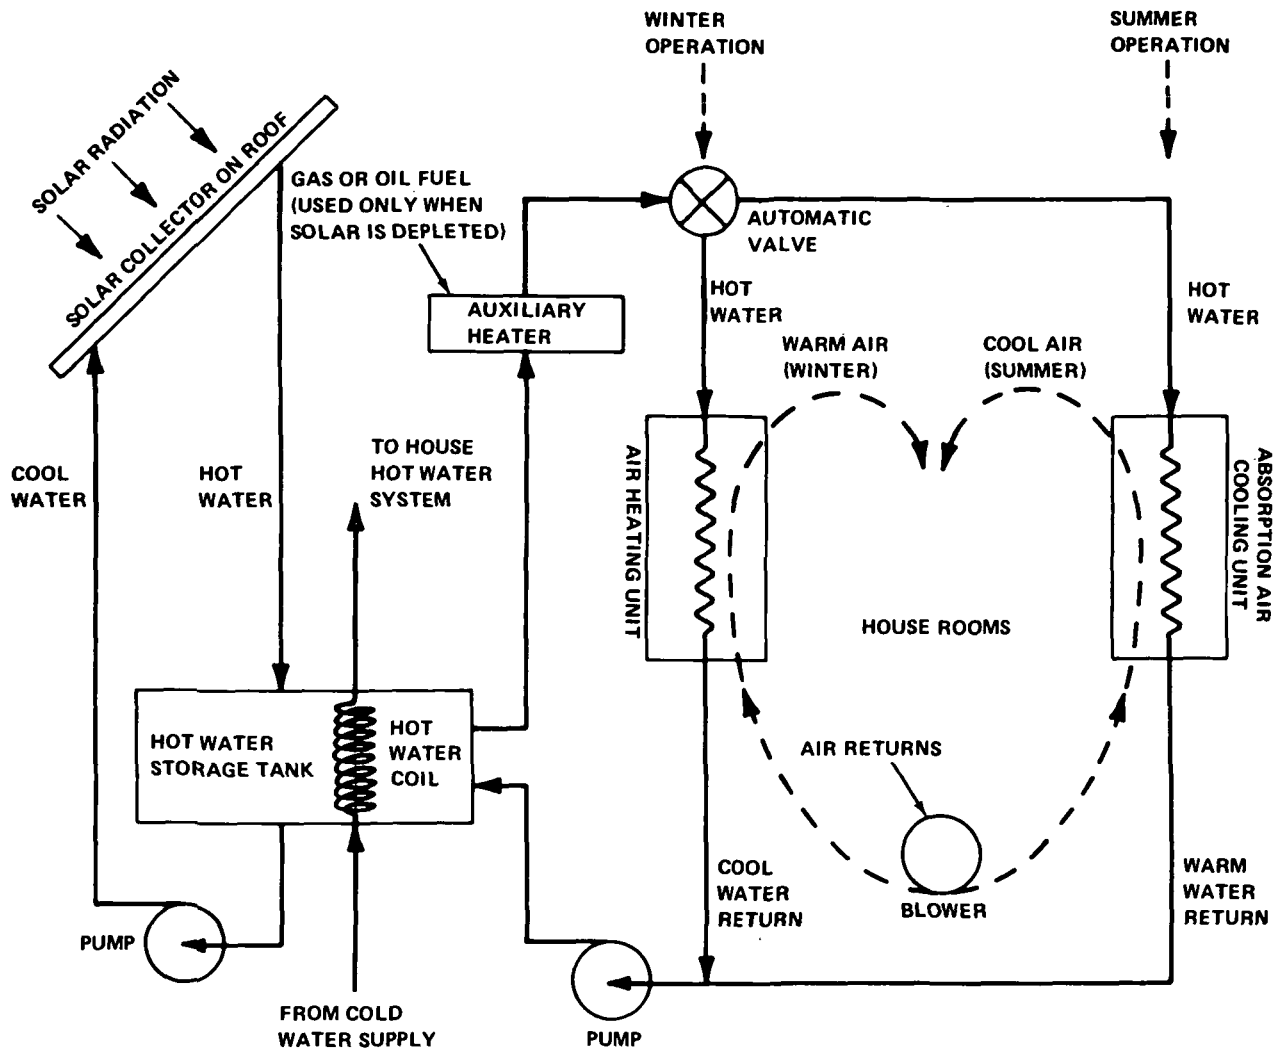 WINTER
OPERATION
SUMMER
OPERATION
SOLAR RADIATION
SOLAR COLLECTOR ON ROOF
GAS OR OIL FUEL
(USED ONLY WHEN
SOLAR IS DEPLETED)
AUTOMATIC
VALVE
AUXILIARY
HEATER
HOT
WATER
HOT
WATER
WARM AIR
(WINTER)
COOL AIR
(SUMMER)
COOL
WATER
HOT
WATER
TO HOUSE
HOT WATER
SYSTEM
AIR HEATING UNIT
ABSORPTION AIR
COOLING UNIT
HOUSE ROOMS
HOT WATER
STORAGE TANK
HOT
WATER
COIL
AIR RETURNS
COOL
WATER
RETURN
BLOWER
WARM
WATER
RETURN
PUMP
FROM COLD
WATER SUPPLY
PUMP